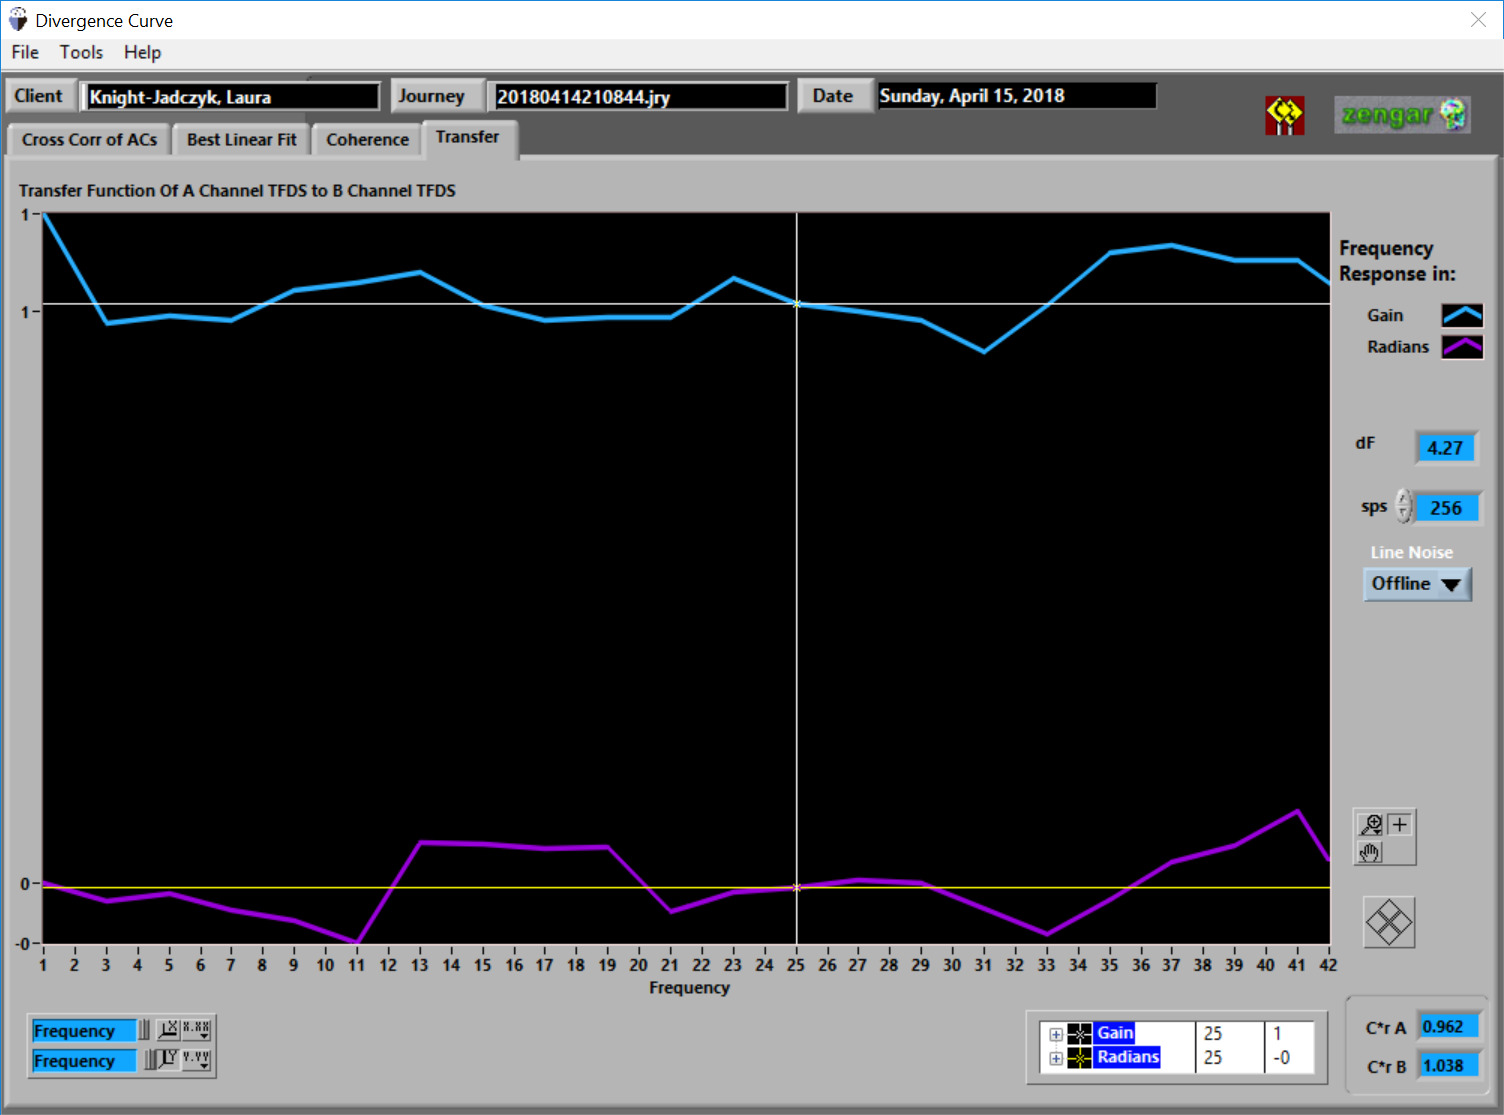 Divergence Curve
File Tools Help
Client Knight-Jadczyk, Laura Journey 20180414210844.jry Date Sunday, April 15, 2018
zengar
Cross Corr of ACs Best Linear Fit Coherence Transfer
Transfer Function Of A Channel TFDS to B Channel TFDS
1
1
0
-0
1 2 3 4 5 6 7 8 9 10 11 12 13 14 15 16 17 18 19 20 21 22 23 24 25 26 27 28 29 30 31 32 33 34 35 36 37 38 39 40 41 42
Frequency
Frequency
Response in:
Gain
Radians
dF 4.27
sps 256
Line Noise
Offline
Frequency X X.XX
Frequency Y Y.YY
Gain 25 1
Radians 25 -0
C*r A 0.962
C*r B 1.038